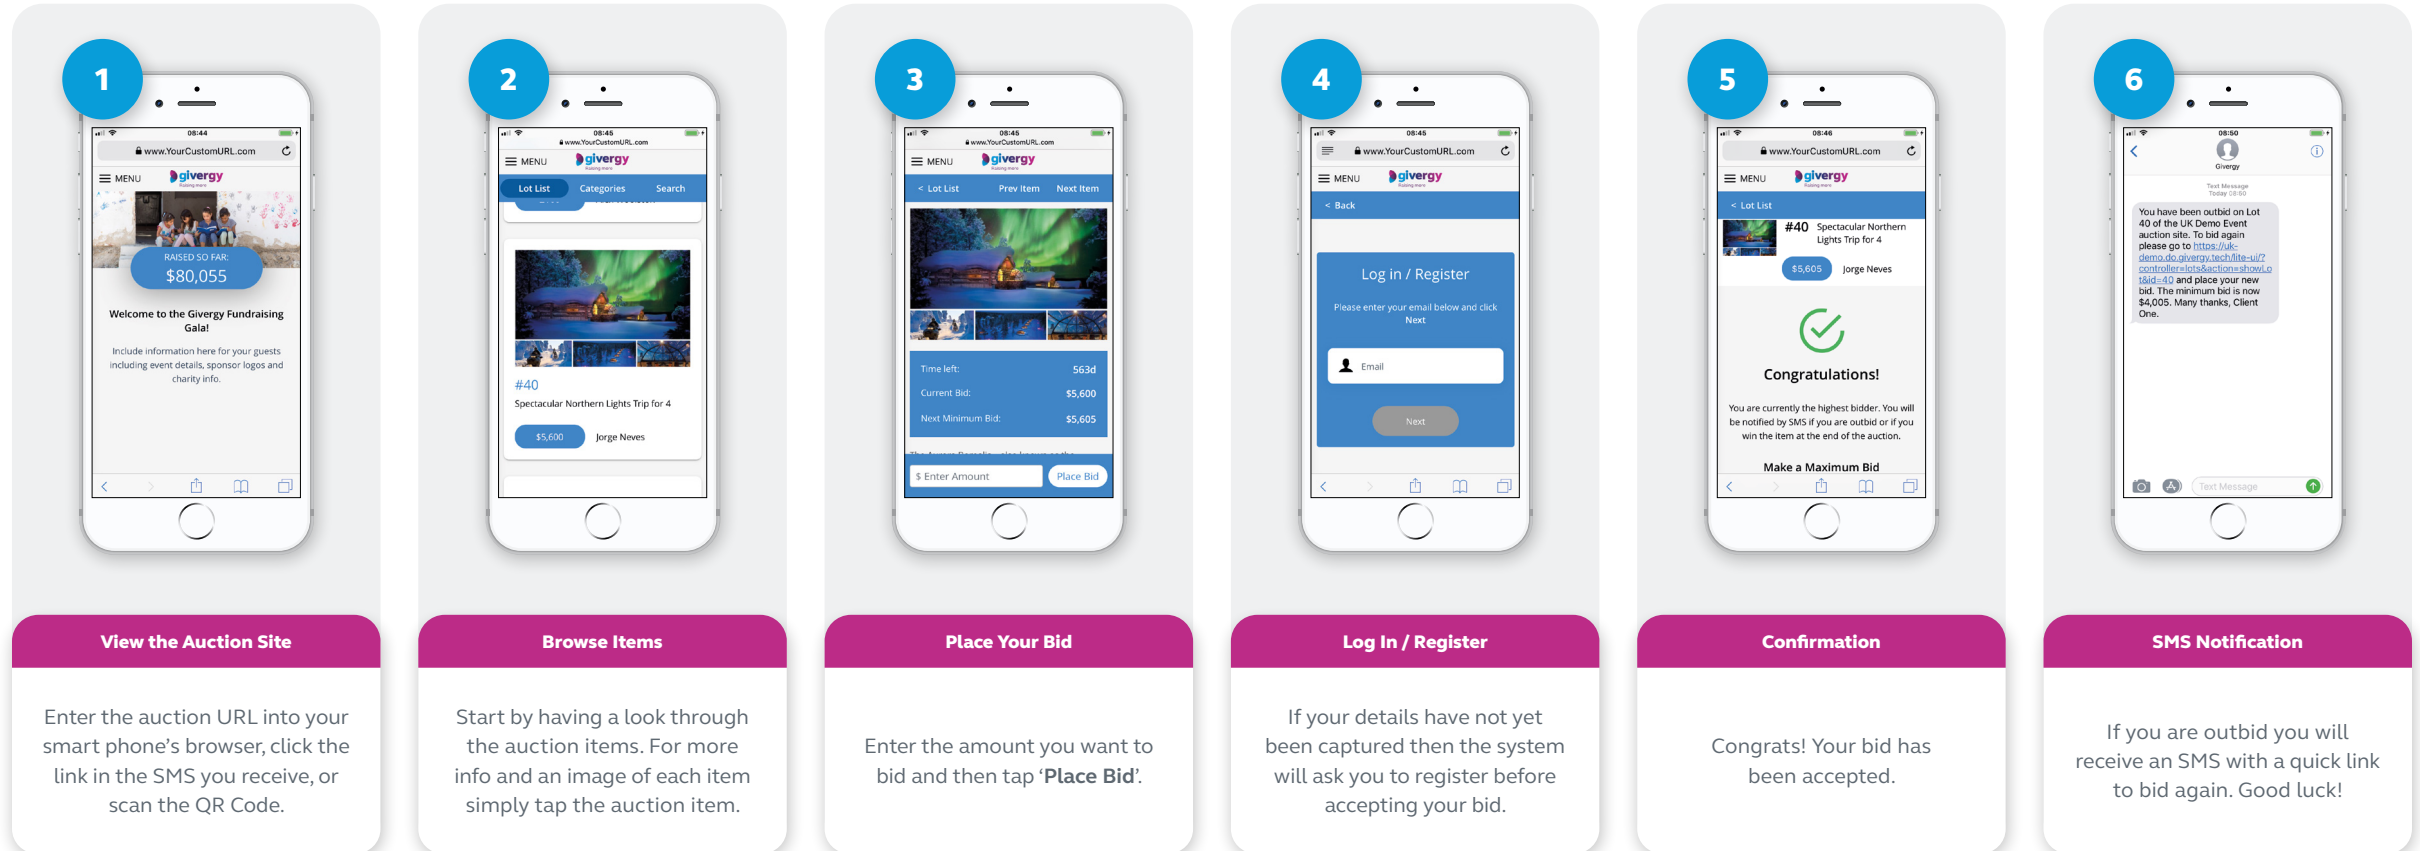 1
08:44
www.YourCustomURL.com
MENU
givergy
Raising more
RAISED SO FAR:
$80,055
Welcome to the Givergy Fundraising
Gala!
Include information here for your guests
including event details, sponsor logos and
charity info.
View the Auction Site
Enter the auction URL into your
smart phone's browser, click the
link in the SMS you receive, or
scan the QR Code.
2
08:45
www.YourCustomURL.com
MENU
givergy
Raising more
Lot List
Categories
Search
#40
Spectacular Northern Lights Trip for 4
$5,600
Jorge Neves
Browse Items
Start by having a look through
the auction items. For more
info and an image of each item
simply tap the auction item.
3
08:45
www.YourCustomURL.com
MENU
givergy
Raising more
< Lot List
Prev Item
Next Item
Time left:
563d
Current Bid:
$5,600
Next Minimum Bid:
$5,605
$ Enter Amount
Place Bid
Place Your Bid
Enter the amount you want to
bid and then tap ‘Place Bid’.
4
08:45
www.YourCustomURL.com
MENU
givergy
Raising more
< Back
Log in / Register
Please enter your email below and click
Next
Email
Next
Log In / Register
If your details have not yet
been captured then the system
will ask you to register before
accepting your bid.
5
08:46
www.YourCustomURL.com
MENU
givergy
Raising more
< Lot List
#40 Spectacular Northern
Lights Trip for 4
$5,605
Jorge Neves
Congratulations!
You are currently the highest bidder. You will
be notified by SMS if you are outbid or if you
win the item at the end of the auction.
Make a Maximum Bid
Confirmation
Congrats! Your bid has
been accepted.
6
08:50
Givergy
Text Message
Today 08:50
You have been outbid on Lot
40 of the UK Demo Event
auction site. To bid again
please go to https://uk-
demo.do.givergy.tech/lite-ui/?
controller=lots&action=showLo
t&id=40 and place your new
bid. The minimum bid is now
$4,005. Many thanks, Client
One.
Text Message
SMS Notification
If you are outbid you will
receive an SMS with a quick link
to bid again. Good luck!